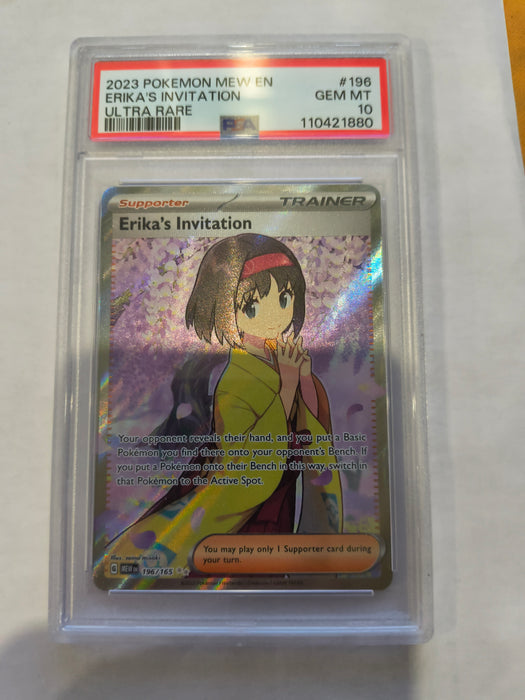 2023 POKEMON MEW EN #196
ERIKA'S INVITATION GEM MT
ULTRA RARE 10
PSA 110421880
Supporter TRAINER
Erika's Invitation
Your opponent reveals their hand, and you put a Basic
Pokémon you find there onto your opponent's Bench. If
you put a Pokémon onto their Bench in this way, switch in
that Pokémon to the Active Spot.
You may play only 1 Supporter card during
your turn.
Illus.
MEW EN 196/165